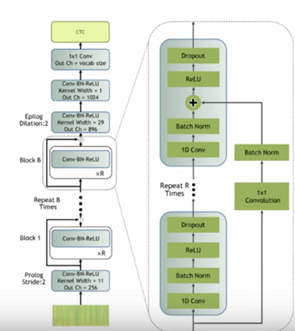 CTC
1x1 Conv
Out Ch = vocab size
Conv-BN-ReLU
Kernel Width = 1
Out Ch = 1024
Epilog
Dilation:2
Conv-BN-ReLU
Kernel Width = 29
Out Ch = 896
Block B
Conv-BN-ReLU
×R
Repeat B
Times
Block 1
Conv-BN-ReLU
×R
Prolog
Stride:2
Conv-BN-ReLU
Kernel Width = 11
Out Ch = 256
Dropout
ReLU
+
Batch Norm
1D Conv
Repeat R
Times
Dropout
ReLU
Batch Norm
1D Conv
Batch Norm
1x1
Convolution